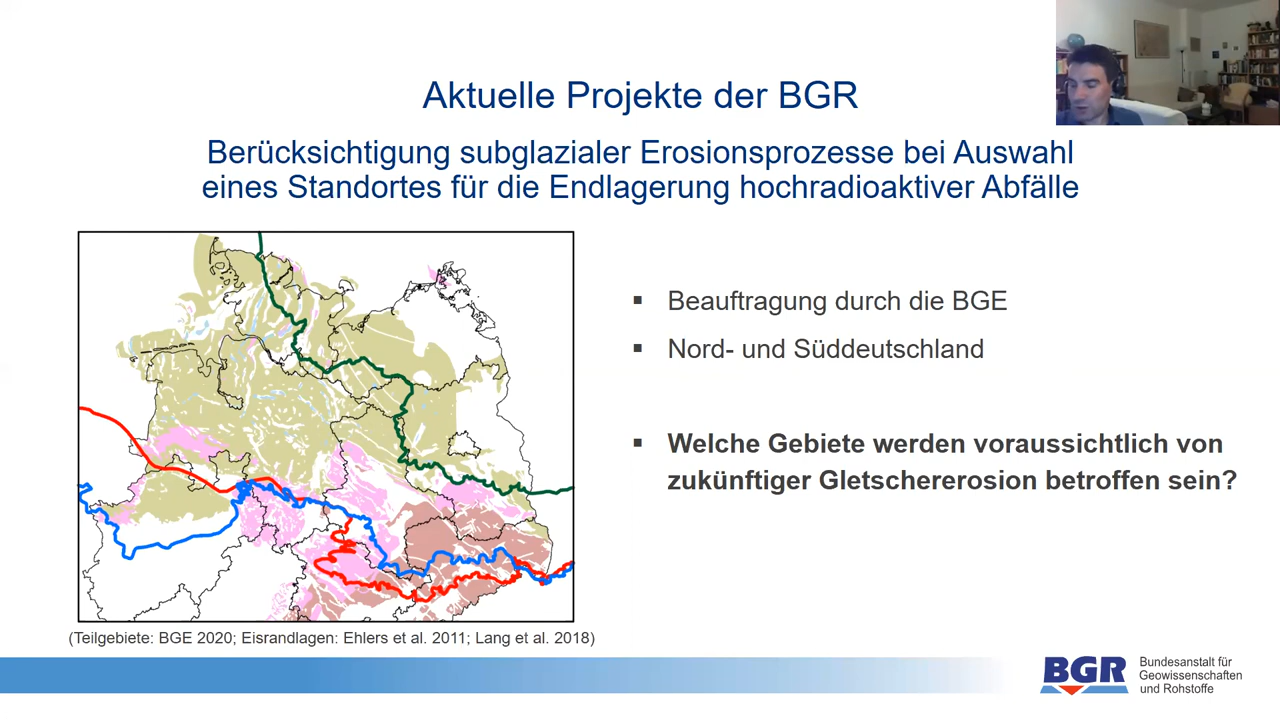 Aktuelle Projekte der BGR
Berücksichtigung subglazialer Erosionsprozesse bei Auswahl
eines Standortes für die Endlagerung hochradioaktiver Abfälle
▪ Beauftragung durch die BGE
▪ Nord- und Süddeutschland
▪ Welche Gebiete werden voraussichtlich von
zukünftiger Gletschererosion betroffen sein?
(Teilgebiete: BGE 2020; Eisrandlagen: Ehlers et al. 2011; Lang et al. 2018)
BGR
Bundesanstalt für
Geowissenschaften
und Rohstoffe